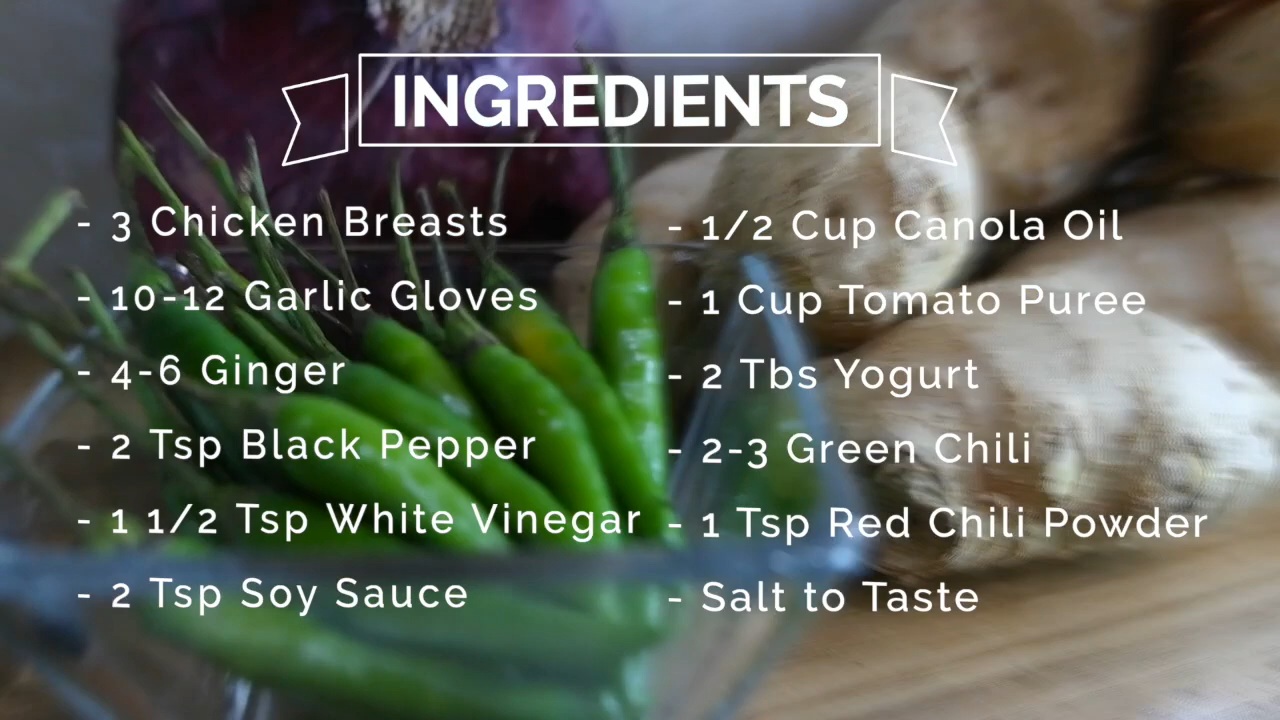 INGREDIENTS
- 3 Chicken Breasts
- 10-12 Garlic Gloves
- 4-6 Ginger
- 2 Tsp Black Pepper
- 1 1/2 Tsp White Vinegar
- 2 Tsp Soy Sauce
- 1/2 Cup Canola Oil
- 1 Cup Tomato Puree
- 2 Tbs Yogurt
- 2-3 Green Chili
- 1 Tsp Red Chili Powder
- Salt to Taste